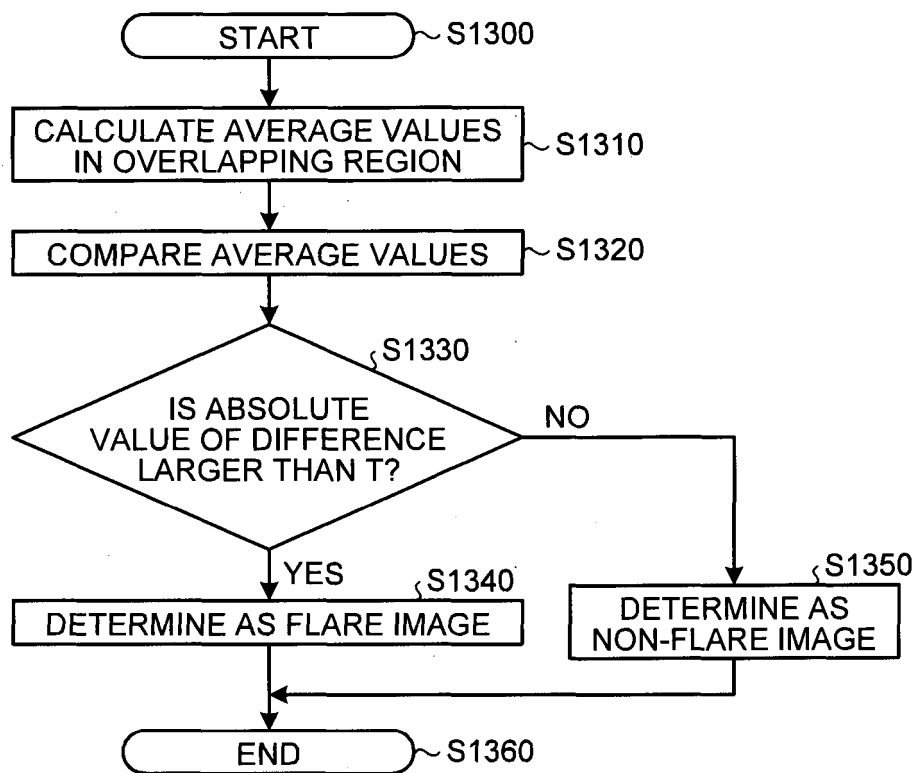 START
S1300
CALCULATE AVERAGE VALUES
IN OVERLAPPING REGION
S1310
COMPARE AVERAGE VALUES
S1320
S1330
IS ABSOLUTE
VALUE OF DIFFERENCE
LARGER THAN T?
NO
YES
S1340
DETERMINE AS FLARE IMAGE
S1350
DETERMINE AS
NON-FLARE IMAGE
END
S1360